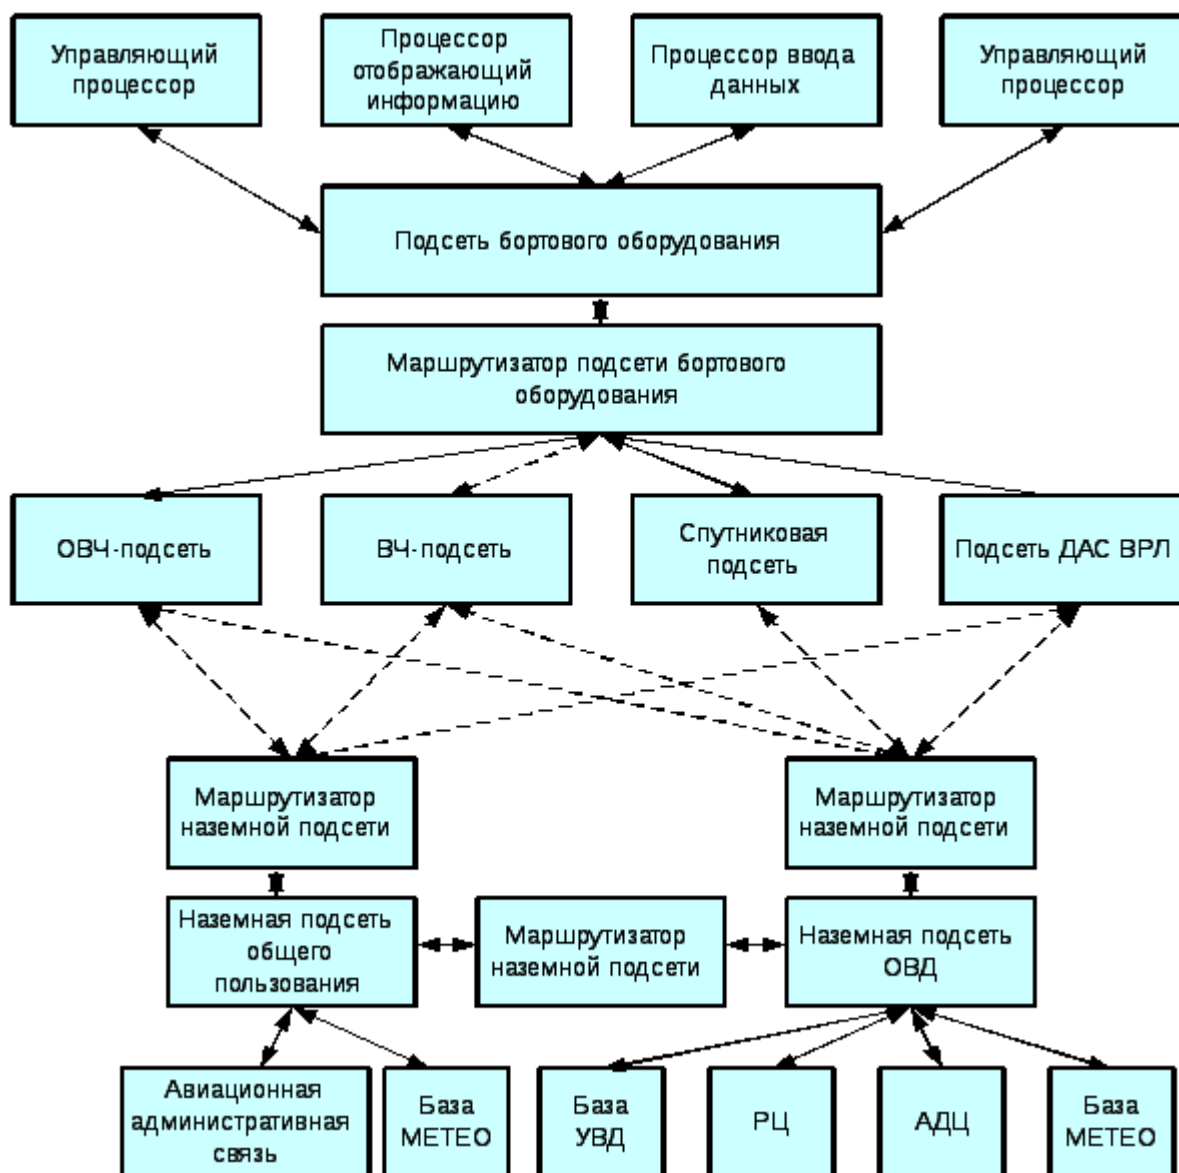 Управляющий
процессор
Процессор
отображающий
информацию
Процессор ввода
данных
Управляющий
процессор
Подсеть бортового оборудования
Маршрутизатор подсети бортового
оборудования
ОВЧ-подсеть
ВЧ-подсеть
Спутниковая
подсеть
Подсеть ДАС ВРЛ
Маршрутизатор
наземной подсети
Маршрутизатор
наземной подсети
Наземная подсеть
общего
пользования
Маршрутизатор
наземной подсети
Наземная подсеть
ОВД
Авиационная
административная
связь
База
МЕТЕО
База
УВД
РЦ
АДЦ
База
МЕТЕО